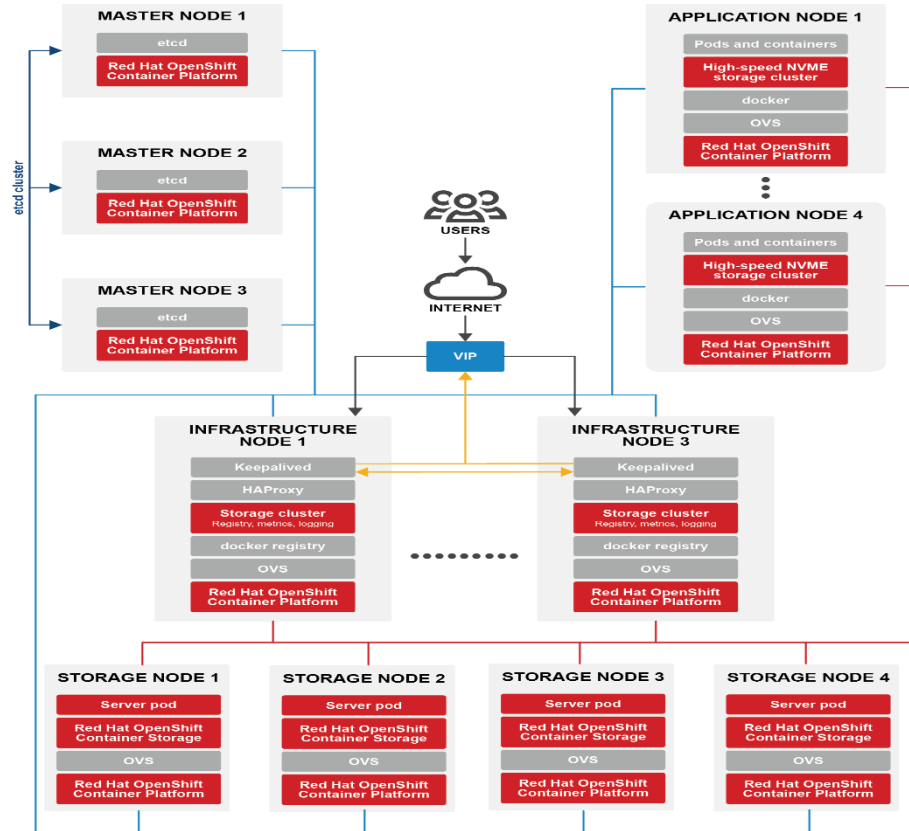 MASTER NODE 1
etcd
Red Hat OpenShift
Container Platform
MASTER NODE 2
etcd
Red Hat OpenShift
Container Platform
MASTER NODE 3
etcd
Red Hat OpenShift
Container Platform
etcd cluster
USERS
INTERNET
VIP
APPLICATION NODE 1
Pods and containers
High-speed NVME
storage cluster
docker
OVS
Red Hat OpenShift
Container Platform
APPLICATION NODE 4
Pods and containers
High-speed NVME
storage cluster
docker
OVS
Red Hat OpenShift
Container Platform
INFRASTRUCTURE
NODE 1
Keepalived
HAProxy
Storage cluster
Registry, metrics, logging
docker registry
OVS
Red Hat OpenShift
Container Platform
INFRASTRUCTURE
NODE 3
Keepalived
HAProxy
Storage cluster
Registry, metrics, logging
docker registry
OVS
Red Hat OpenShift
Container Platform
STORAGE NODE 1
Server pod
Red Hat OpenShift
Container Storage
OVS
Red Hat OpenShift
Container Platform
STORAGE NODE 2
Server pod
Red Hat OpenShift
Container Storage
OVS
Red Hat OpenShift
Container Platform
STORAGE NODE 3
Server pod
Red Hat OpenShift
Container Storage
OVS
Red Hat OpenShift
Container Platform
STORAGE NODE 4
Server pod
Red Hat OpenShift
Container Storage
OVS
Red Hat OpenShift
Container Platform